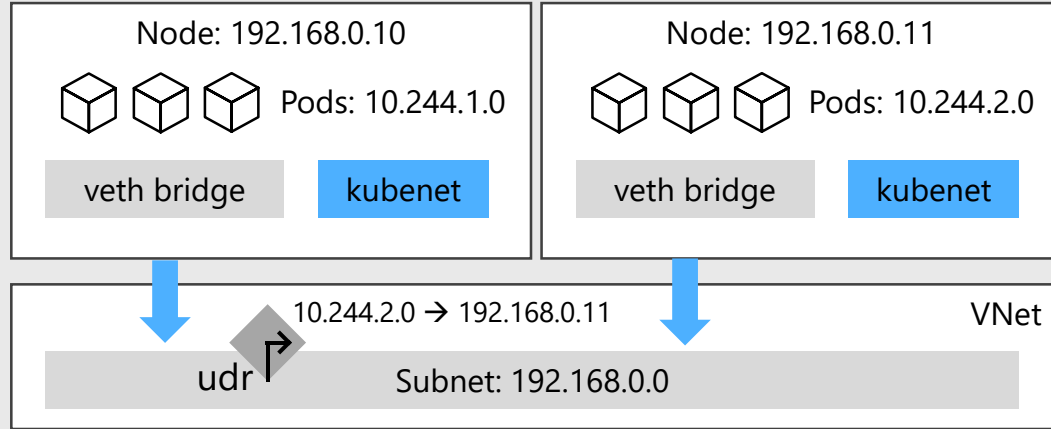 Node: 192.168.0.10
Pods: 10.244.1.0
veth bridge
kubenet
Node: 192.168.0.11
Pods: 10.244.2.0
veth bridge
kubenet
10.244.2.0 → 192.168.0.11
VNet
udr
Subnet: 192.168.0.0